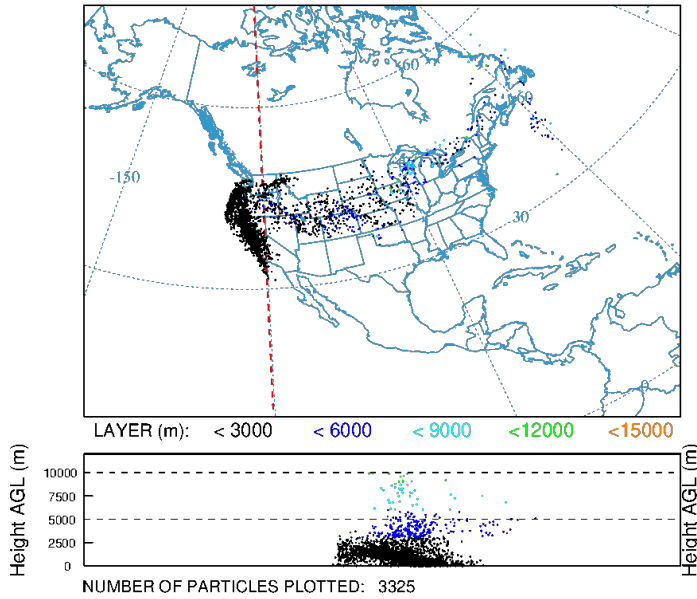 -60
60
-150
30
0
LAYER (m): < 3000 < 6000 < 9000 <12000 <15000
Height AGL (m)
10000
7500
5000
2500
0
Height AGL (m)
NUMBER OF PARTICLES PLOTTED: 3325